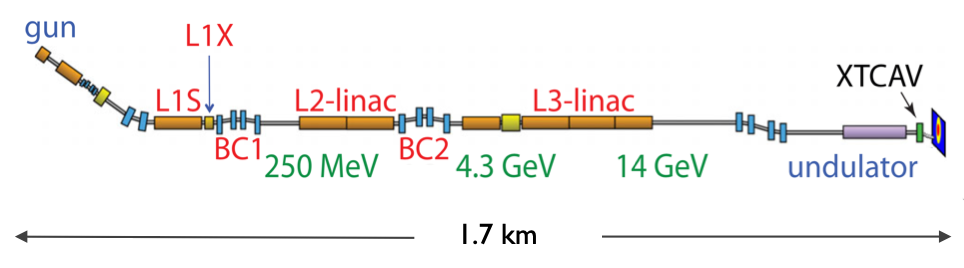 gun
L1X
XTCAV
L1S
L2-linac
L3-linac
BC1
BC2
250 MeV
4.3 GeV
14 GeV
undulator
1.7 km